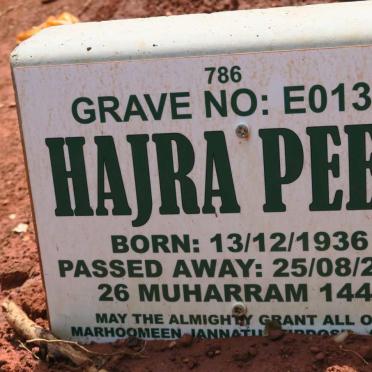 786
GRAVE NO: E013
HAJRA PEE
BORN: 13/12/1936
PASSED AWAY: 25/08/2
26 MUHARRAM 144
MAY THE ALMIGHTY GRANT ALL O
MARHOOMEEN JANNATU